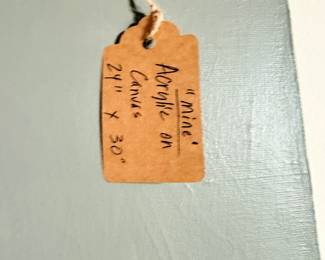 "mine"
Acrylic on
Canvas
24" x 30"